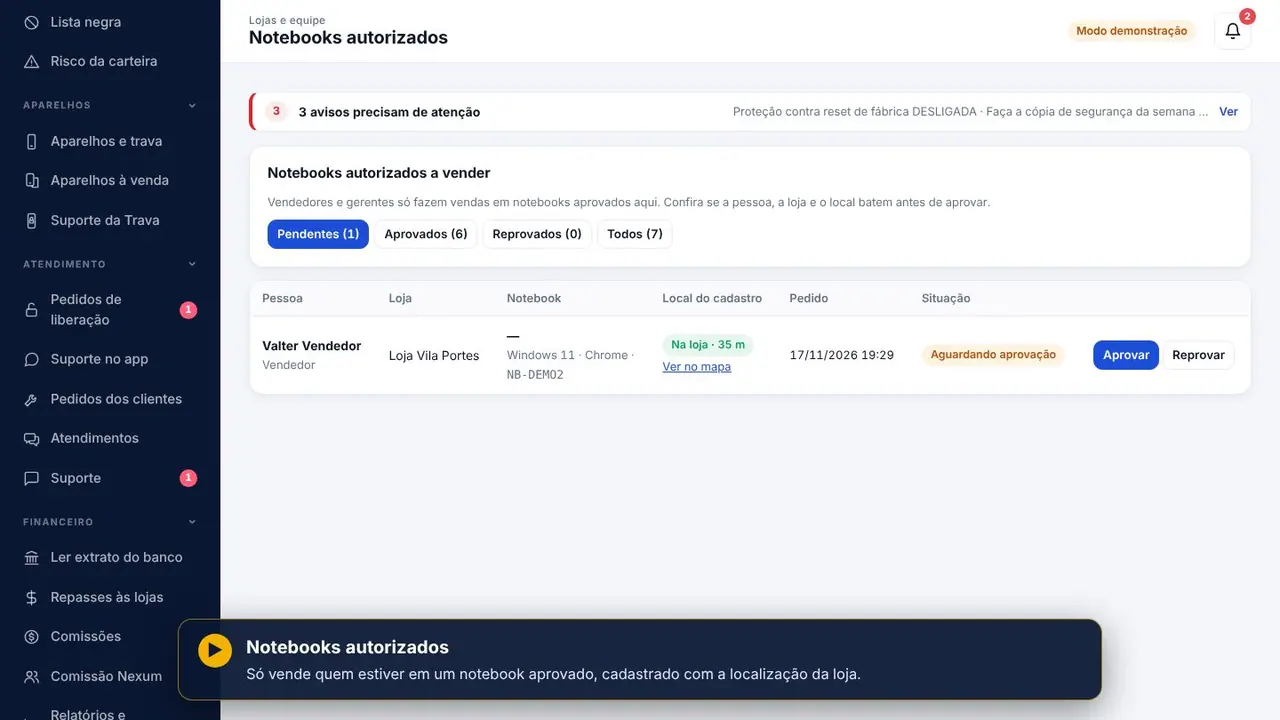 Lista negra
Risco da carteira
APARELHOS
Aparelhos e trava
Aparelhos à venda
Suporte da Trava
ATENDIMENTO
Pedidos de
liberação
1
Suporte no app
Pedidos dos clientes
Atendimentos
Suporte
1
FINANCEIRO
Ler extrato do banco
Repasses às lojas
Comissões
Comissão Nexum
Relatórios e
Lojas e equipe
Notebooks autorizados
Modo demonstração
2
3
3 avisos precisam de atenção
Proteção contra reset de fábrica DESLIGADA · Faça a cópia de segurança da semana ...
Ver
Notebooks autorizados a vender
Vendedores e gerentes só fazem vendas em notebooks aprovados aqui. Confira se a pessoa, a loja e o local batem antes de aprovar.
Pendentes (1)
Aprovados (6)
Reprovados (0)
Todos (7)
Pessoa
Loja
Notebook
Local do cadastro
Pedido
Situação
Valter Vendedor
Vendedor
Loja Vila Portes
—
Windows 11 · Chrome ·
NB-DEMO2
Na loja · 35 m
Ver no mapa
17/11/2026 19:29
Aguardando aprovação
Aprovar
Reprovar
Notebooks autorizados
Só vende quem estiver em um notebook aprovado, cadastrado com a localização da loja.